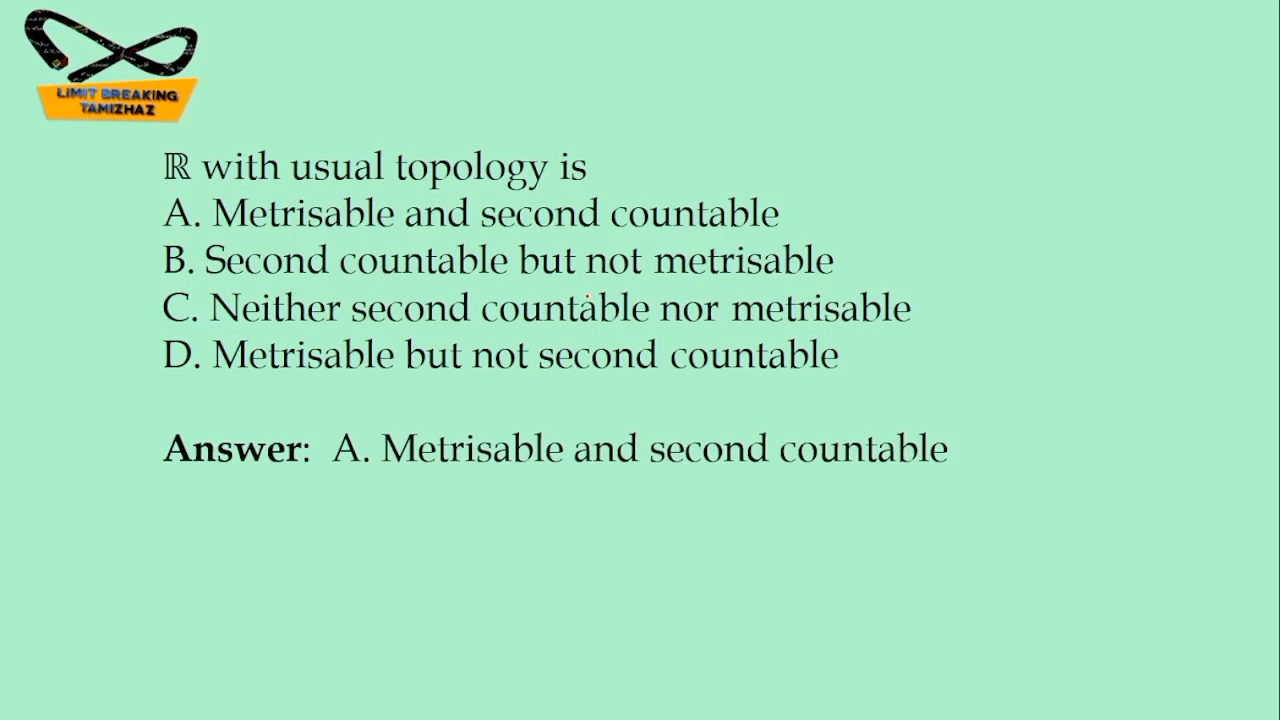 LIMIT BREAKING
TAMIZHAZ
ℝ with usual topology is
A. Metrisable and second countable
B. Second countable but not metrisable
C. Neither second countable nor metrisable
D. Metrisable but not second countable
Answer: A. Metrisable and second countable